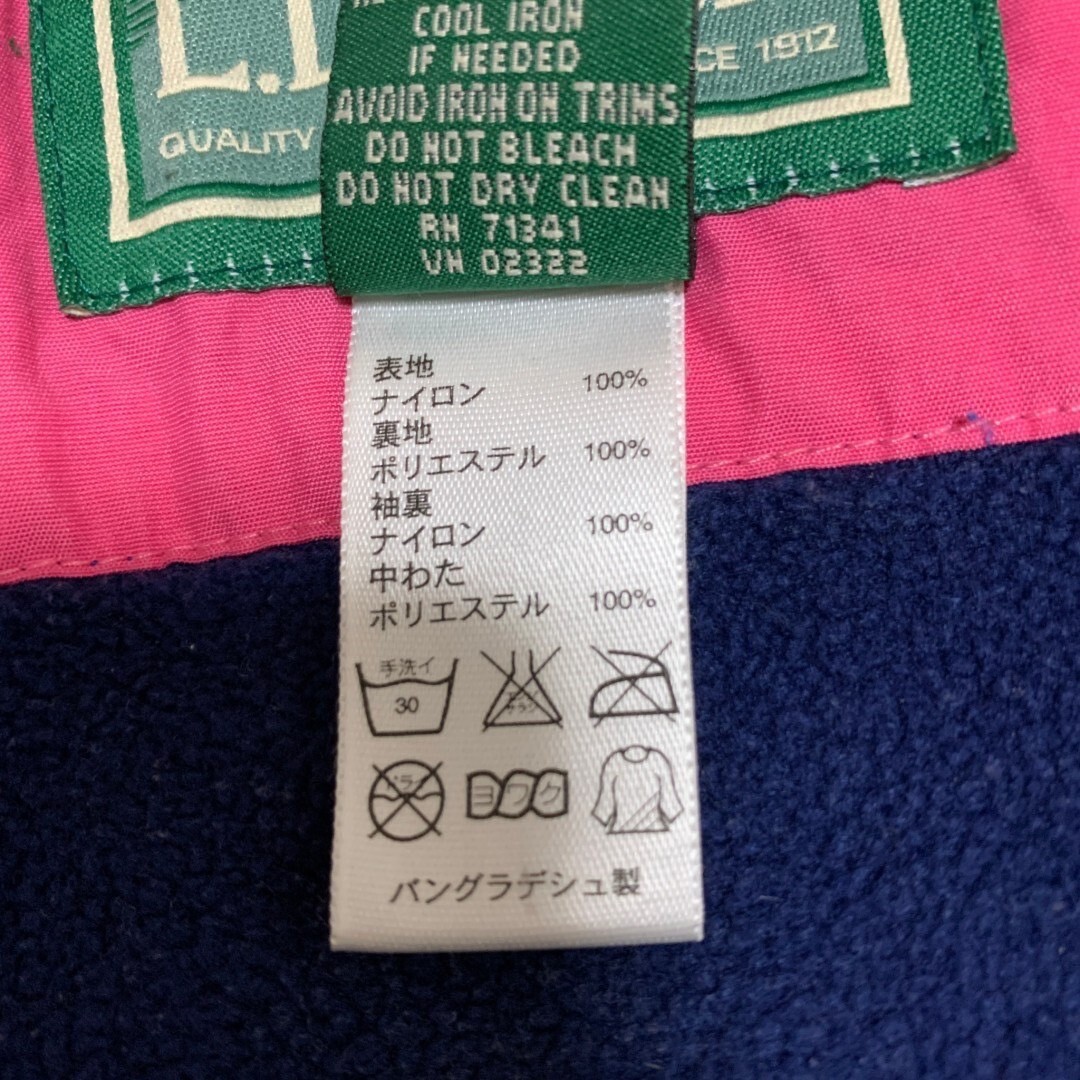 COOL IRON
IF NEEDED
AVOID IRON ON TRIMS
DO NOT BLEACH
DO NOT DRY CLEAN
RN 71341
VN 02322
QUALITY
1912
表地
ナイロン 100%
裏地
ポリエステル 100%
袖裏
ナイロン 100%
中わた
ポリエステル 100%
手洗イ
30
ヨワク
バングラデシュ製